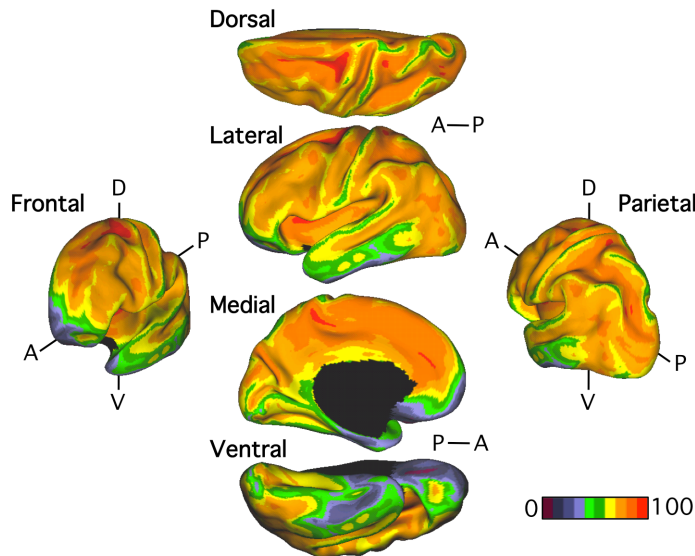 Dorsal
A—P
Lateral
Frontal
D
P
A
V
D
Parietal
A
P
V
Medial
P—A
Ventral
0 100